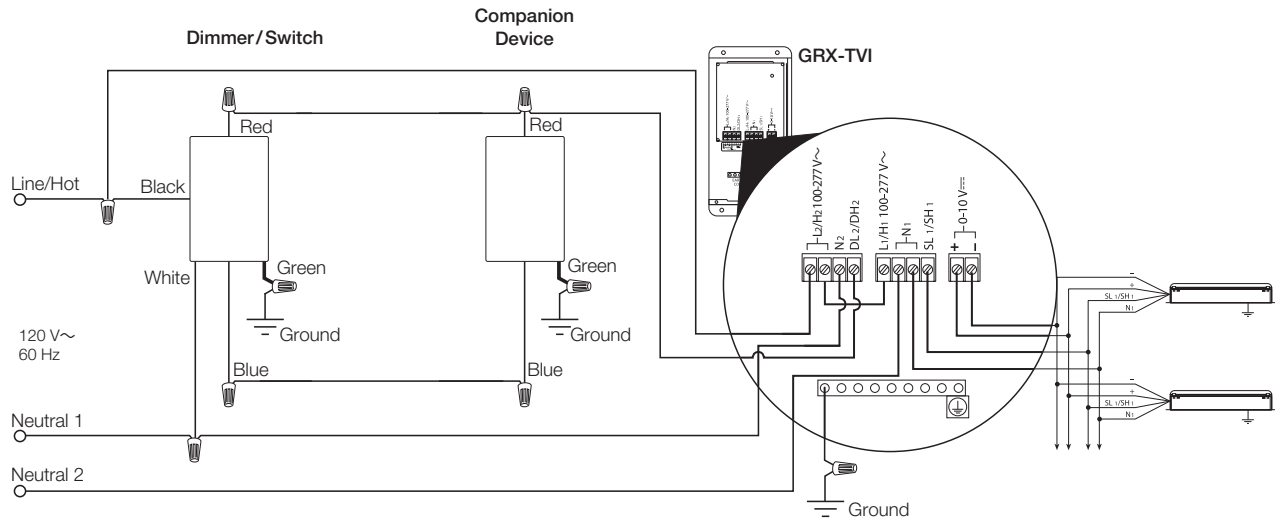 Companion
Device
Dimmer/Switch
GRX-TVI
Red
Red
Line/Hot
Black
L2/H2 100-277 V~
N2
DL2/DH2
L1/H1 100-277 V~
N1
SL1/SH1
0-10 V
+
–
White
Green
Green
Ground
Ground
–
+
SL1/SH1
N1
120 V~
60 Hz
Blue
Blue
–
+
SL1/SH1
N1
Neutral 1
Neutral 2
Ground